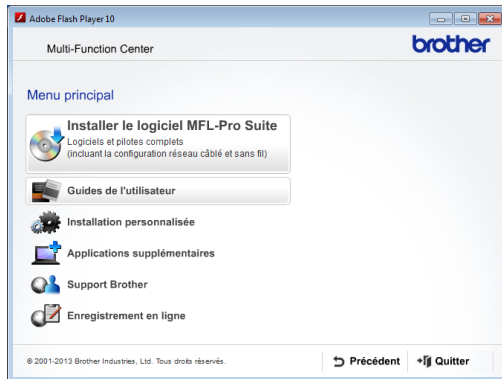 Adobe Flash Player 10
Multi-Function Center
brother
Menu principal
Installer le logiciel MFL-Pro Suite
Logiciels et pilotes complets
(incluant la configuration réseau câblé et sans fil)
Guides de l'utilisateur
Installation personnalisée
Applications supplémentaires
Support Brother
Enregistrement en ligne
© 2001-2013 Brother Industries, Ltd. Tous droits réservés.
Précédent
Quitter